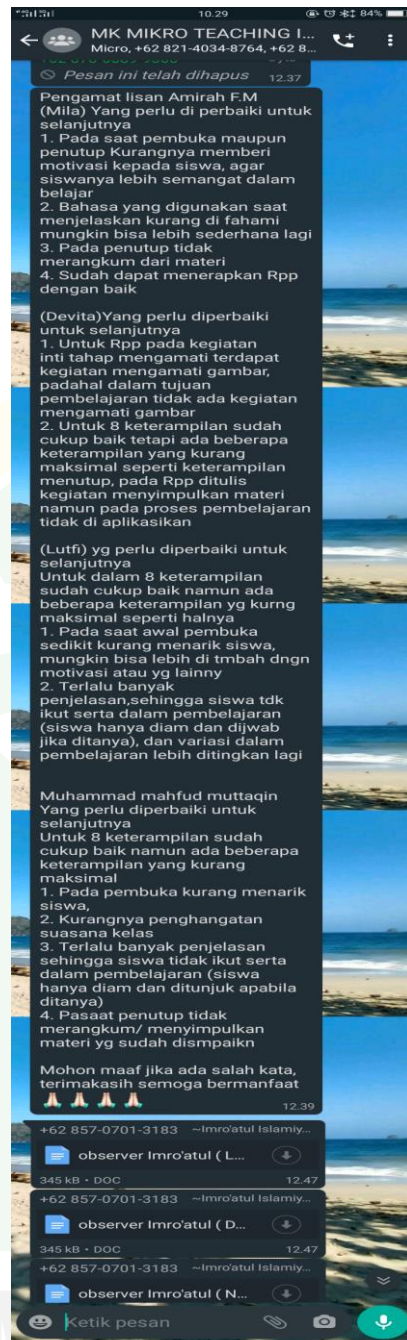 10.29
84%
MK MIKRO TEACHING I...
Micro, +62 821-4034-8764, +62 8...
Pesan ini telah dihapus 12.37
Pengamat lisan Amirah F.M
(Mila) Yang perlu di perbaiki untuk
selanjutnya
1. Pada saat pembuka maupun
penutup Kurangnya memberi
motivasi kepada siswa, agar
siswanya lebih semangat dalam
belajar
2. Bahasa yang digunakan saat
menjelaskan kurang di fahami
mungkin bisa lebih sederhana lagi
3. Pada penutup tidak
merangkum dari materi
4. Sudah dapat menerapkan Rpp
dengan baik
(Devita)Yang perlu diperbaiki
untuk selanjutnya
1. Untuk Rpp pada kegiatan
inti tahap mengamati terdapat
kegiatan mengamati gambar,
padahal dalam tujuan
pembelajaran tidak ada kegiatan
mengamati gambar
2. Untuk 8 keterampilan sudah
cukup baik tetapi ada beberapa
keterampilan yang kurang
maksimal seperti keterampilan
menutup, pada Rpp ditulis
kegiatan menyimpulkan materi
namun pada proses pembelajaran
tidak di aplikasikan
(Lutfi) yg perlu diperbaiki untuk
selanjutnya
Untuk dalam 8 keterampilan
sudah cukup baik namun ada
beberapa keterampilan yg kurng
maksimal seperti halnya
1. Pada saat awal pembuka
sedikit kurang menarik siswa,
mungkin bisa lebih di tmbah dngn
motivasi atau yg lainny
2. Terlalu banyak
penjelasan,sehingga siswa tdk
ikut serta dalam pembelajaran
(siswa hanya diam dan dijwab
jika ditanya), dan variasi dalam
pembelajaran lebih ditingkan lagi
Muhammad mahfud muttaqin
Yang perlu diperbaiki untuk
selanjutnya
Untuk 8 keterampilan sudah
cukup baik namun ada beberapa
keterampilan yang kurang
maksimal
1. Pada pembuka kurang menarik
siswa,
2. Kurangnya penghangatan
suasana kelas
3. Terlalu banyak penjelasan
sehingga siswa tidak ikut serta
dalam pembelajaran (siswa
hanya diam dan ditunjuk apabila
ditanya)
4. Pasaat penutup tidak
merangkum/ menyimpulkan
materi yg sudah dismpaikn
Mohon maaf jika ada salah kata,
terimakasih semoga bermanfaat
12.39
+62 857-0701-3183 ~Imro'atul Islamiy...
observer Imro'atul ( L...
345 kB • DOC 12.47
+62 857-0701-3183 ~Imro'atul Islamiy...
observer Imro'atul ( D...
345 kB • DOC 12.47
+62 857-0701-3183 ~Imro'atul Islamiy...
observer Imro'atul ( N...
Ketik pesan